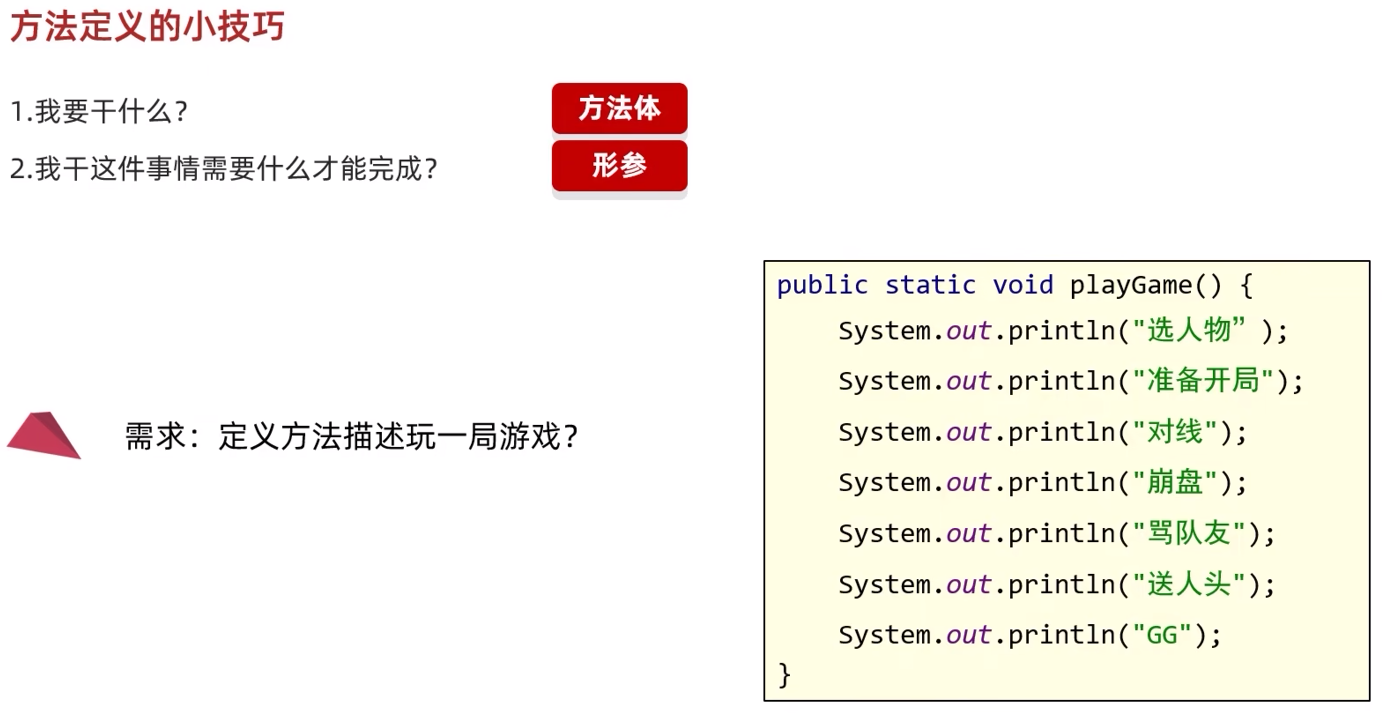 方法定义的小技巧
1.我要干什么？
方法体
2.我干这件事情需要什么才能完成？
形参
需求：定义方法描述玩一局游戏？
public static void playGame() {
    System.out.println("选人物” );
    System.out.println("准备开局");
    System.out.println("对线");
    System.out.println("崩盘");
    System.out.println("骂队友");
    System.out.println("送人头");
    System.out.println("GG");
}